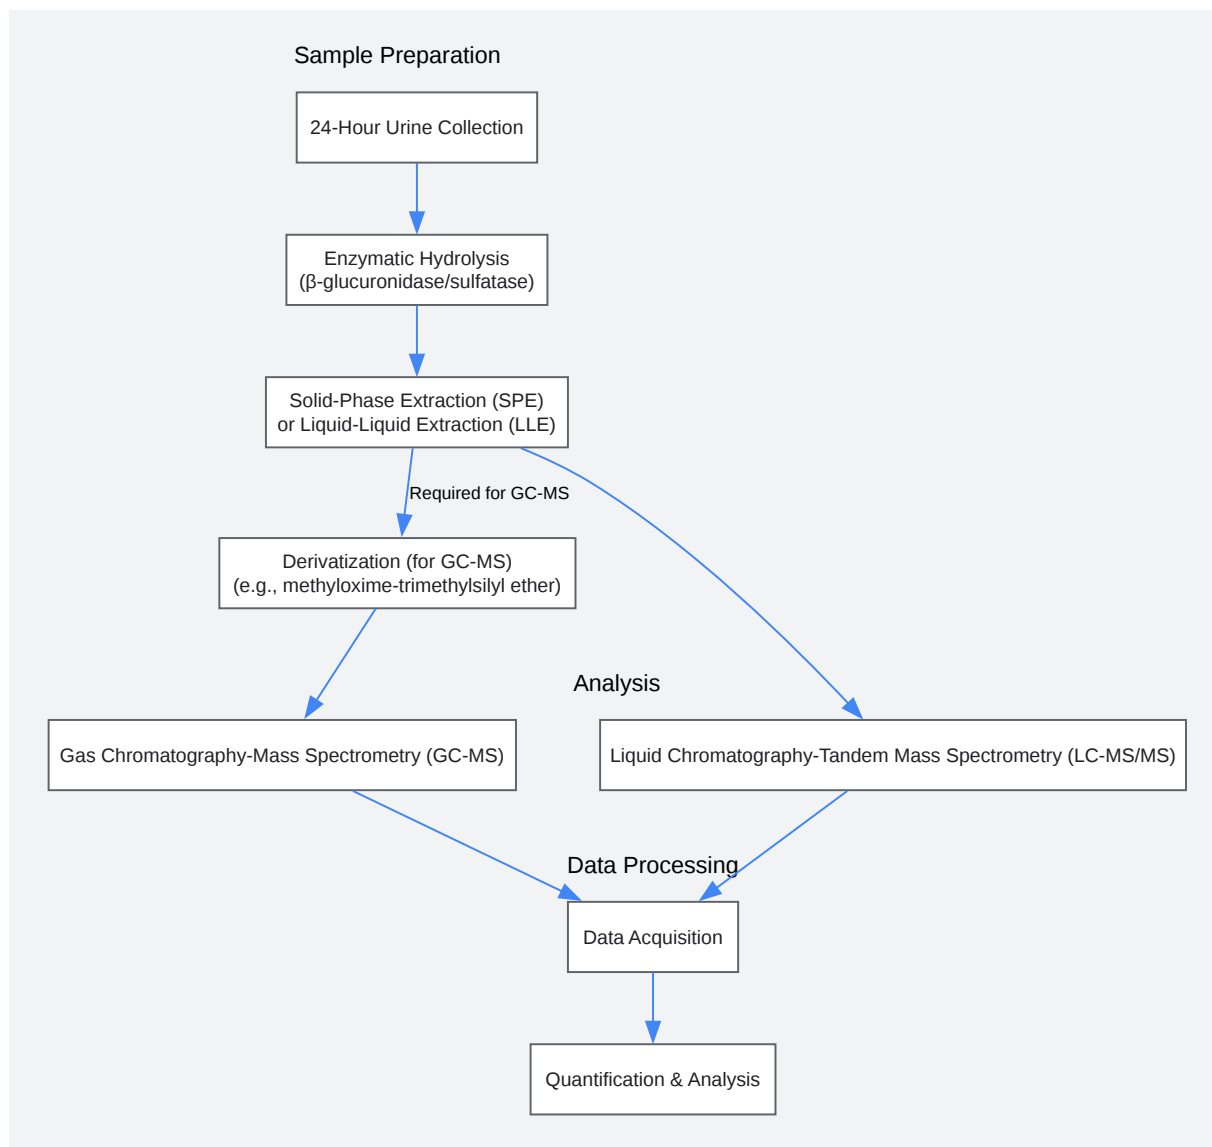 Sample Preparation
24-Hour Urine Collection
Enzymatic Hydrolysis
(β-glucuronidase/sulfatase)
Solid-Phase Extraction (SPE)
or Liquid-Liquid Extraction (LLE)
Required for GC-MS
Derivatization (for GC-MS)
(e.g., methyloxime-trimethylsilyl ether)
Analysis
Gas Chromatography-Mass Spectrometry (GC-MS)
Liquid Chromatography-Tandem Mass Spectrometry (LC-MS/MS)
Data Processing
Data Acquisition
Quantification & Analysis